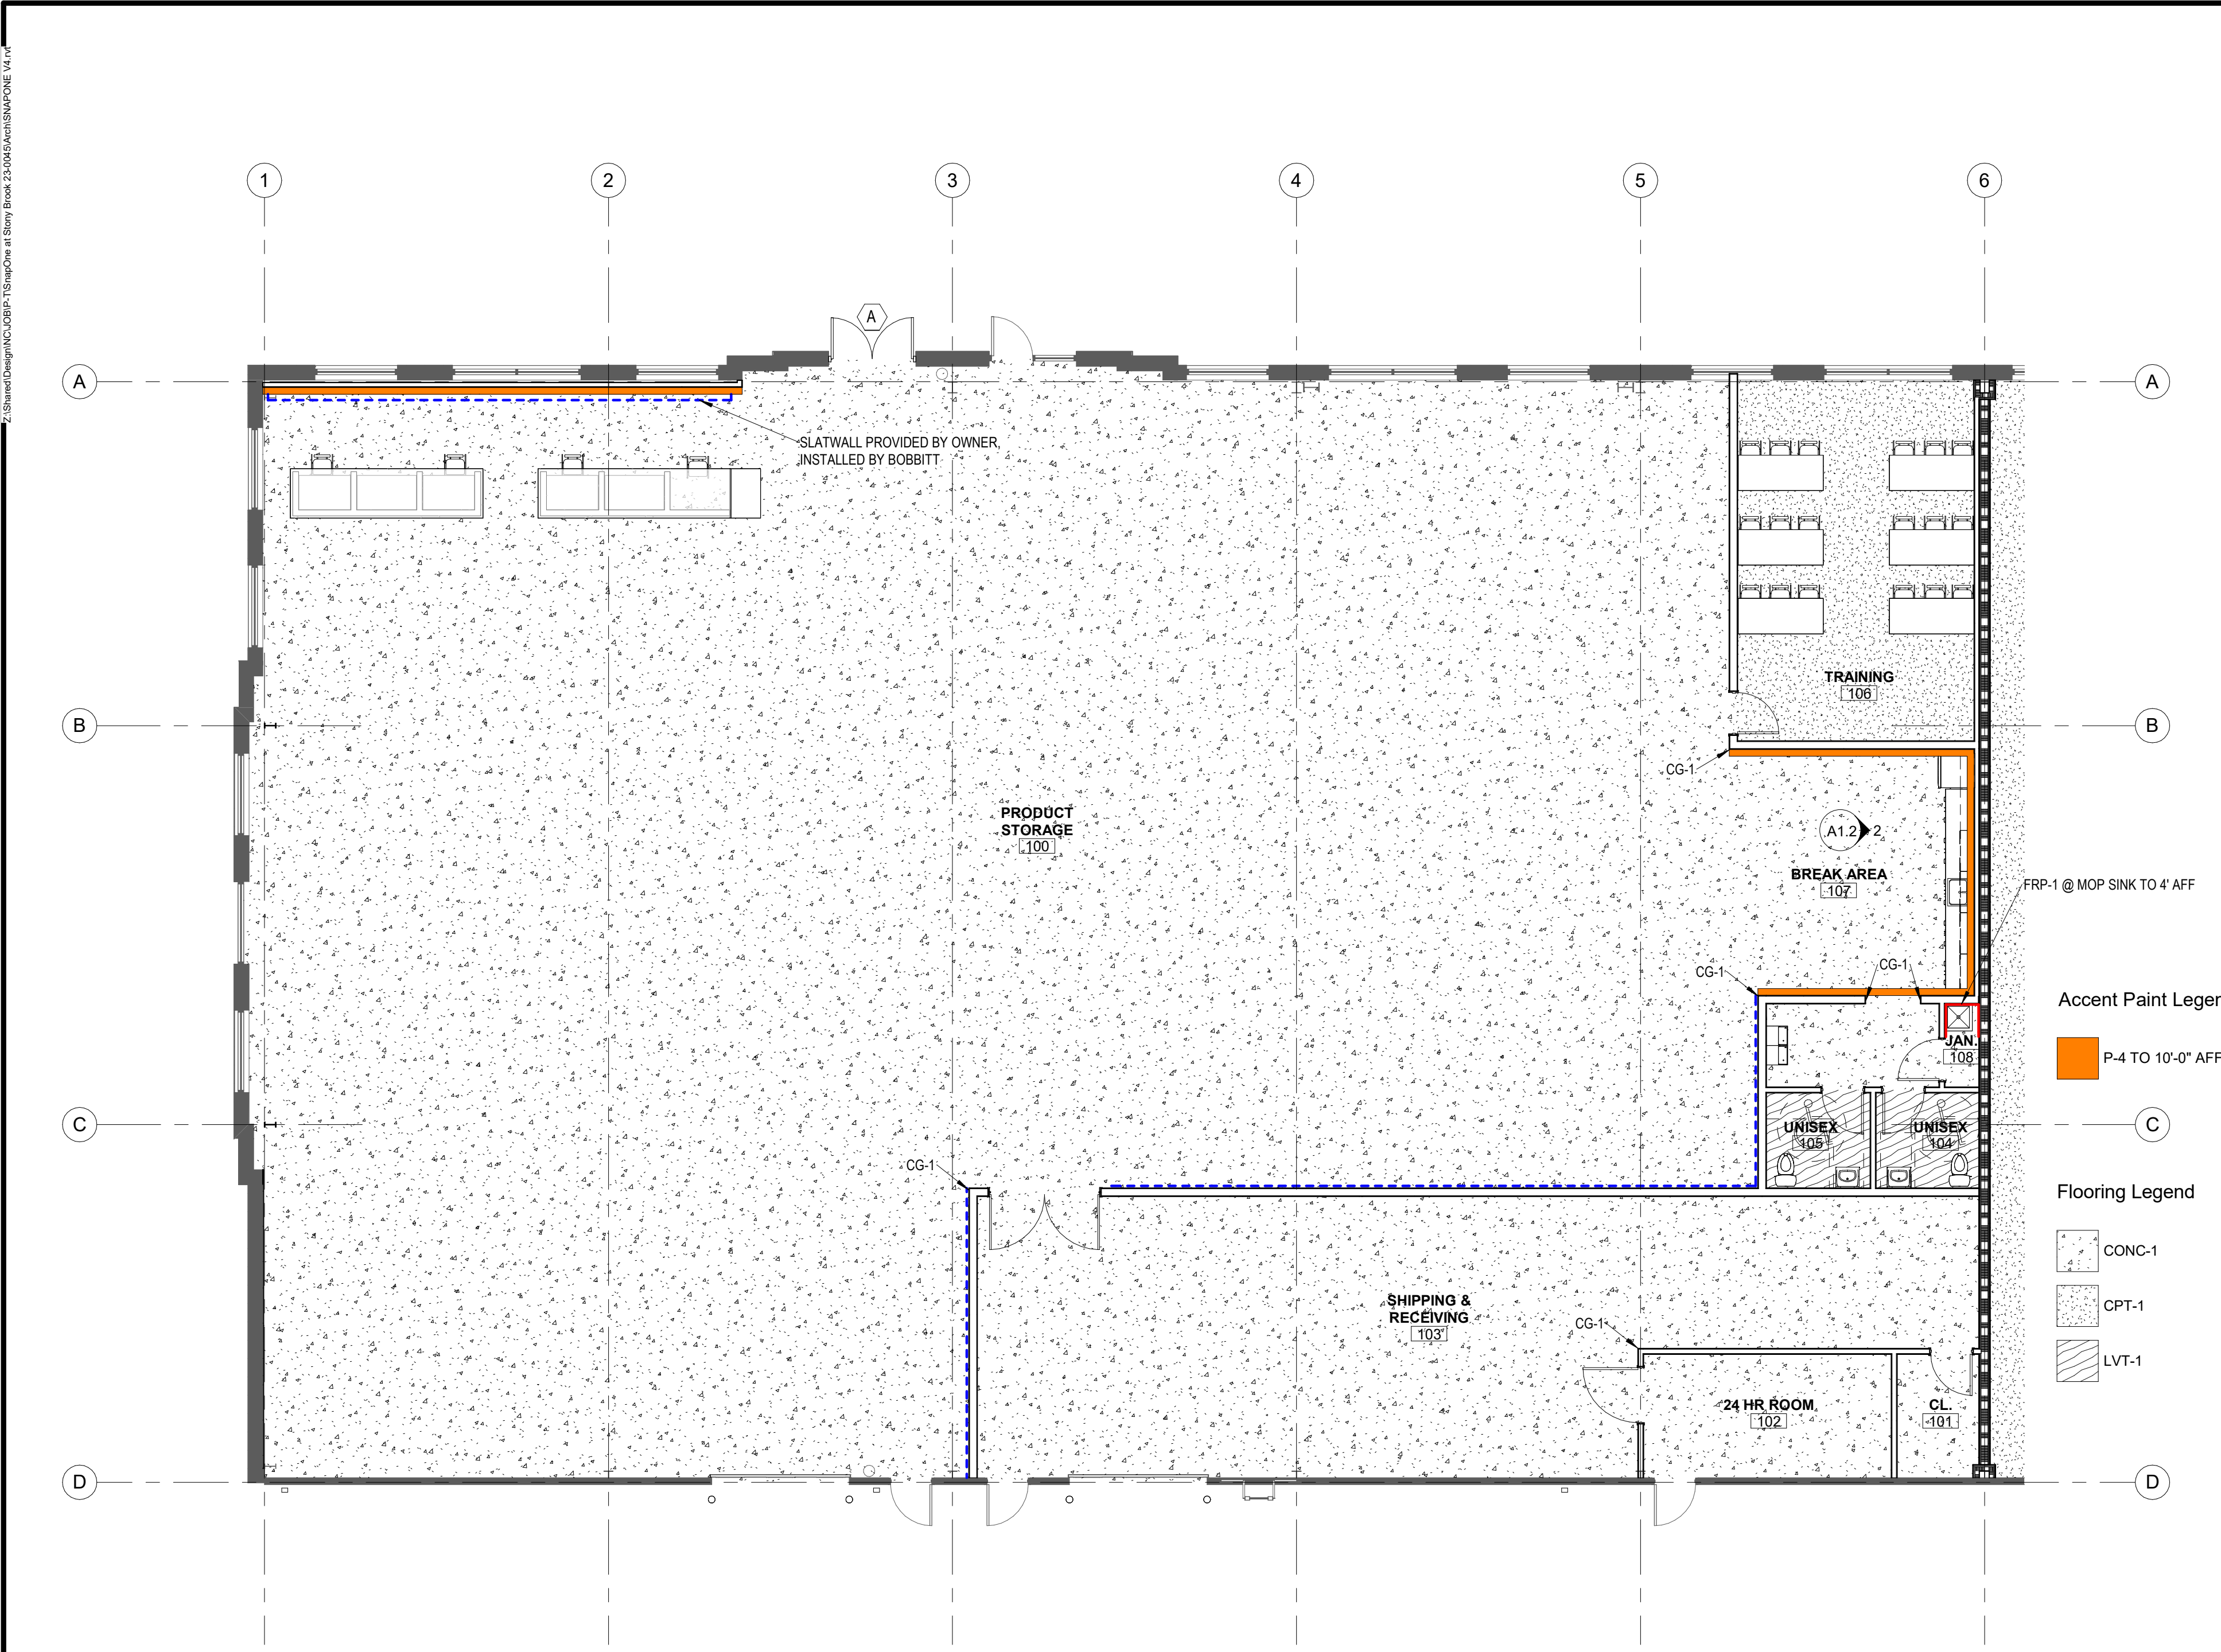 Z:\Shared\Design\NC\JOB\P-T\SnapOne at Stony Brook 23-0045\Arch\SNAPONE V4.rvt
1 2 3 4 5 6
A
A A
SLATWALL PROVIDED BY OWNER,
INSTALLED BY BOBBITT
TRAINING
106
B B
CG-1
PRODUCT
STORAGE
100
A1.2 2
BREAK AREA
107
FRP-1 @ MOP SINK TO 4' AFF
CG-1
CG-1
Accent Paint Leger
JAN.
108
P-4 TO 10'-0" AFF
C C
UNISEX
105
UNISEX
104
CG-1
Flooring Legend
CONC-1
SHIPPING &
RECEIVING
103
CPT-1
CG-1
LVT-1
24 HR ROOM
102
CL.
101
D D